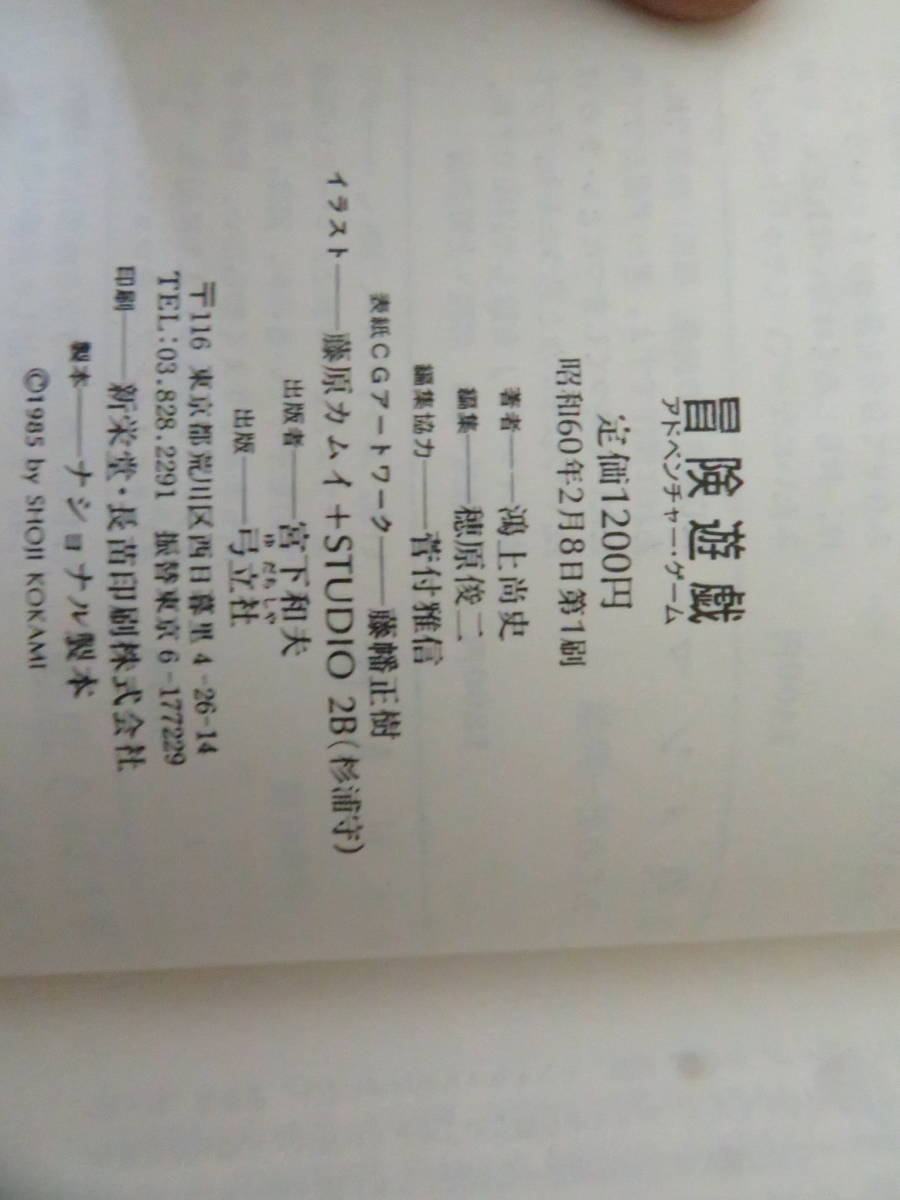 冒険遊戯
アドベンチャー・ゲーム
定価1200円
昭和60年2月8日第1刷
著者——鴻上尚史
編集——穂原俊二
編集協力——菅付雅信
表紙CGアートワーク——藤幡正樹
イラスト——藤原カムイ+STUDIO 2B(杉浦守)
出版者——宮下和夫
ゆだちしゃ
出版——弓立社
〒116 東京都荒川区西日暮里4-26-14
TEL:03.828.2291 振替東京6-177229
印刷——新栄堂・長苗印刷株式会社
製本——ナショナル製本
©1985 by SHOJI KOKAMI